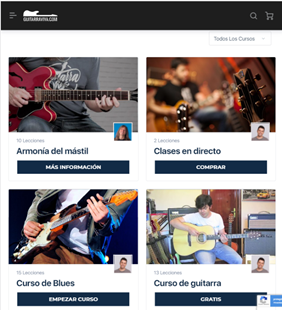 GUITARRAVIVA.COM
Todos Los Cursos
10 Lecciones
2 Lecciones
Armonía del mástil
Clases en directo
MÁS INFORMACIÓN
COMPRAR
15 Lecciones
13 Lecciones
Curso de Blues
Curso de guitarra
EMPEZAR CURSO
GRATIS